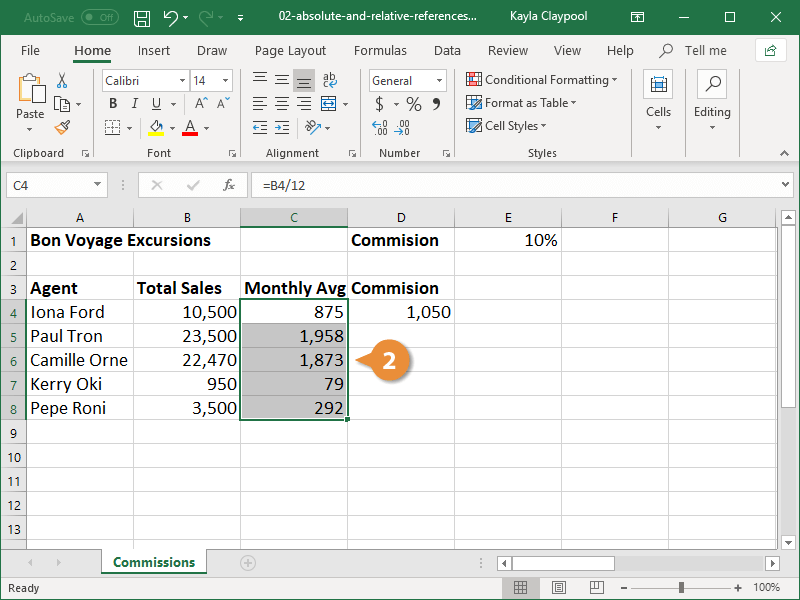 AutoSave Off 02-absolute-and-relative-references... Kayla Claypool
File Home Insert Draw Page Layout Formulas Data Review View Help Tell me
Paste
Clipboard
Calibri 14
B I U A A
A
Font
ab
Alignment
General
$ % 9
.00 .00
Number
Conditional Formatting
Format as Table
Cell Styles
Styles
Cells
Editing
C4 fx =B4/12
A B C D E F G
1 Bon Voyage Excursions Commision 10%
2
3 Agent Total Sales Monthly Avg Commision
4 Iona Ford 10,500 875 1,050
5 Paul Tron 23,500 1,958
6 Camille Orne 22,470 1,873 2
7 Kerry Oki 950 79
8 Pepe Roni 3,500 292
9
10
11
12
13
Commissions
Ready 100%